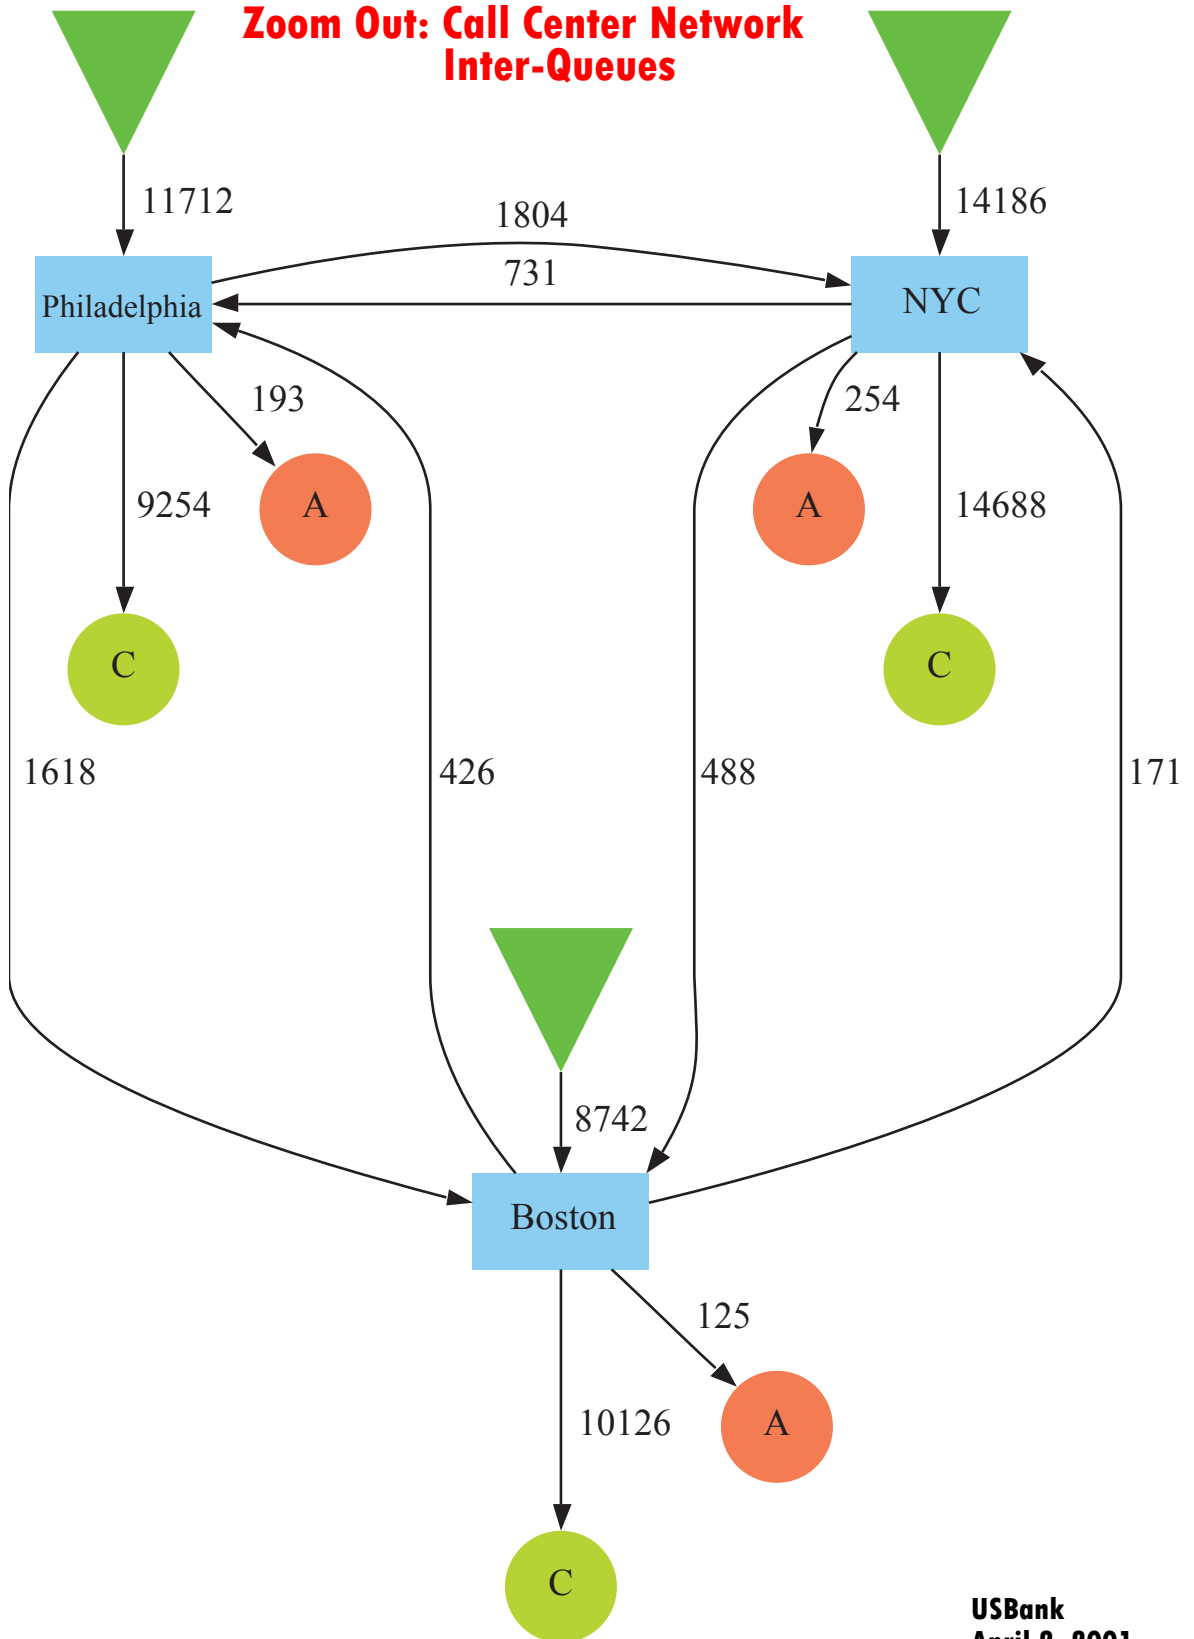 Zoom Out: Call Center Network
Inter-Queues
11712
14186
1804
731
Philadelphia
NYC
193
254
9254
A
A
14688
C
C
1618
426
488
171
8742
Boston
125
10126
A
C
USBank